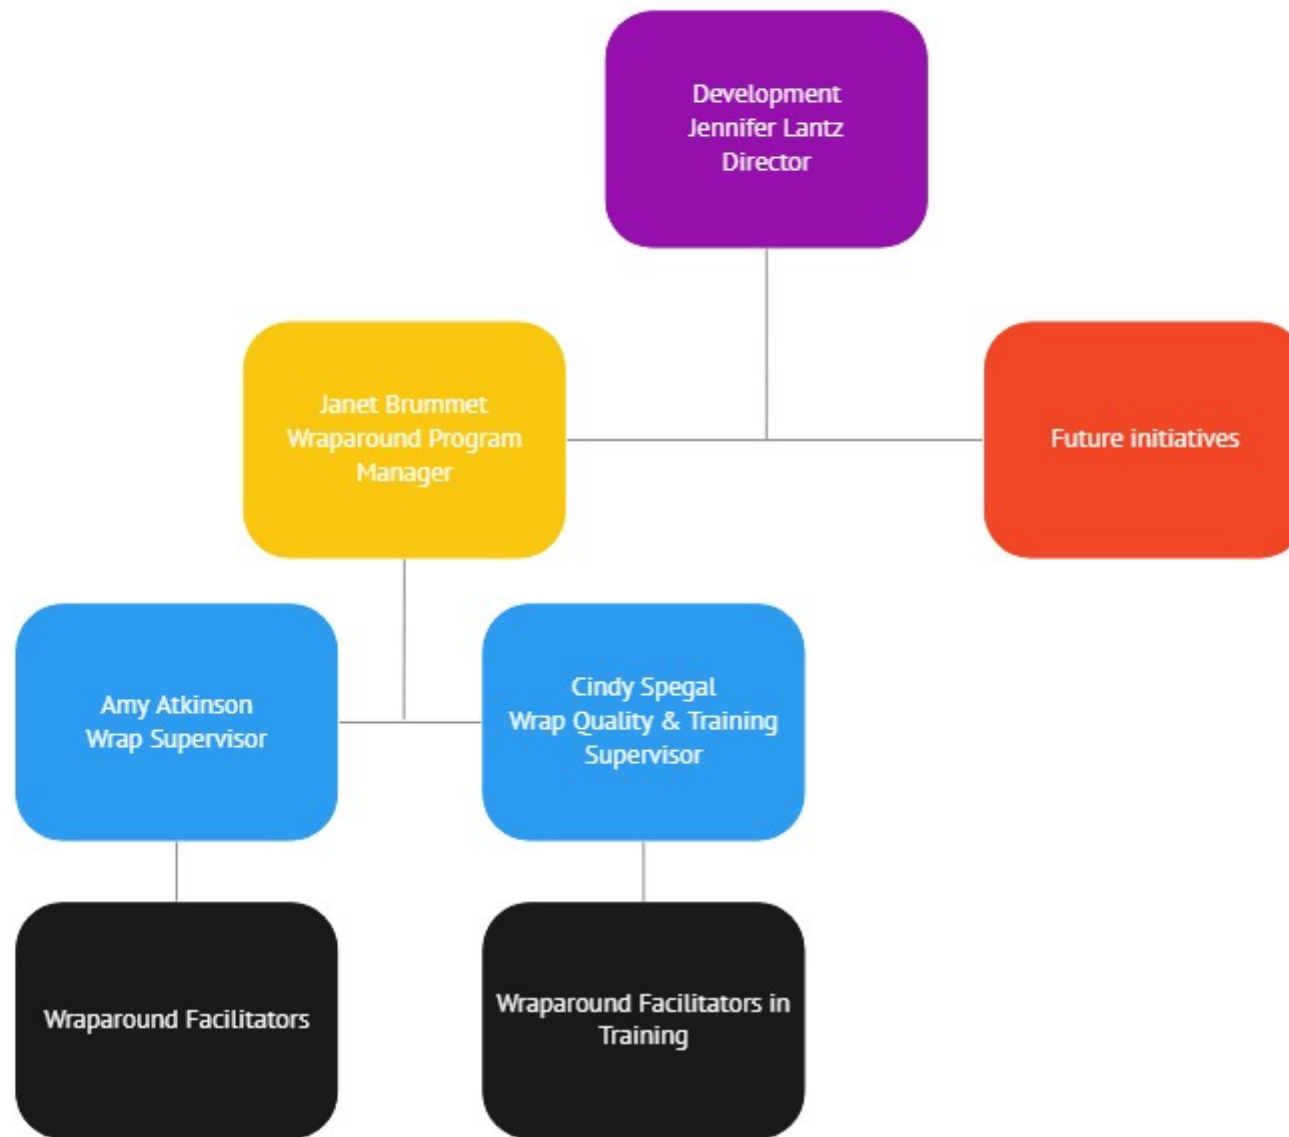 Development
Jennifer Lantz
Director
Janet Brummet
Wraparound Program
Manager
Future initiatives
Amy Atkinson
Wrap Supervisor
Cindy Spegal
Wrap Quality & Training
Supervisor
Wraparound Facilitators
Wraparound Facilitators in
Training